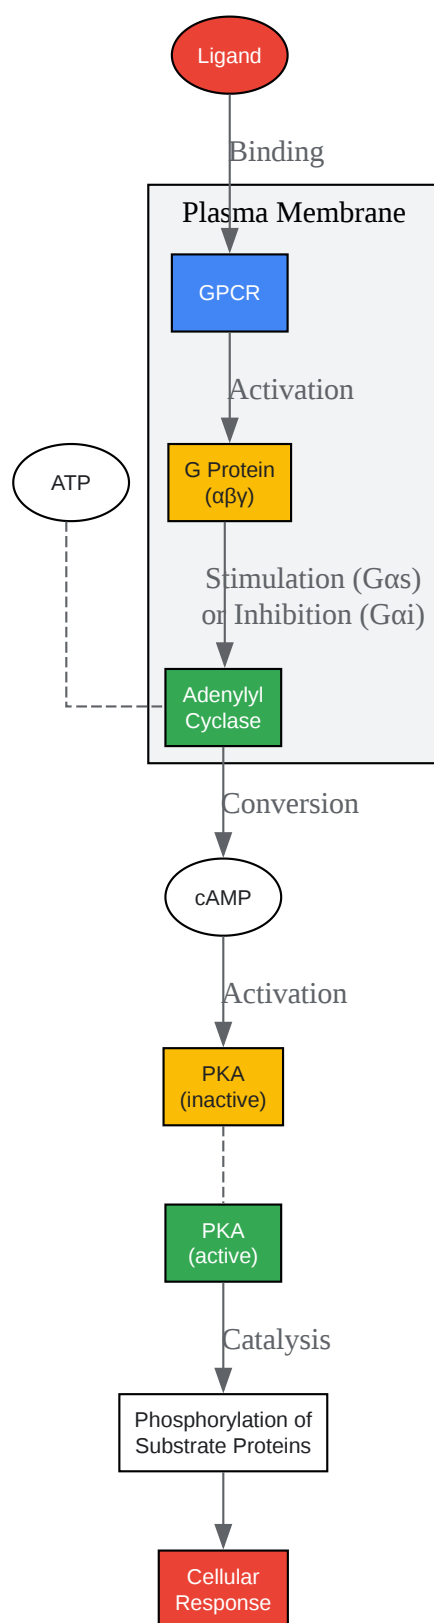 Ligand
Binding
Plasma Membrane
GPCR
Activation
G Protein
(αβγ)
ATP
Stimulation (Gαs)
or Inhibition (Gαi)
Adenylyl
Cyclase
Conversion
cAMP
Activation
PKA
(inactive)
PKA
(active)
Catalysis
Phosphorylation of
Substrate Proteins
Cellular
Response